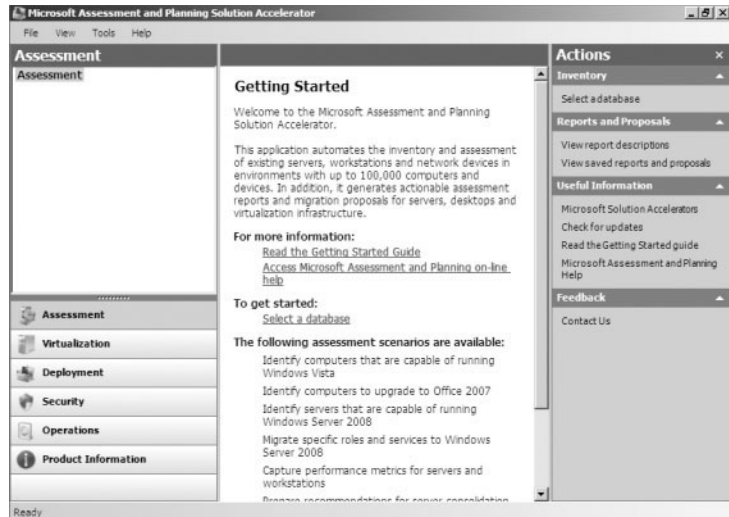 Microsoft Assessment and Planning Solution Accelerator
File View Tools Help
Assessment
Assessment
Assessment
Virtualization
Deployment
Security
Operations
Product Information
Getting Started
Welcome to the Microsoft Assessment and Planning
Solution Accelerator.
This application automates the inventory and assessment
of existing servers, workstations and network devices in
environments with up to 100,000 computers and
devices. In addition, it generates actionable assessment
reports and migration proposals for servers, desktops and
virtualization infrastructure.
For more information:
Read the Getting Started Guide
Access Microsoft Assessment and Planning on-line
help
To get started:
Select a database
The following assessment scenarios are available:
Identify computers that are capable of running
Windows Vista
Identify computers to upgrade to Office 2007
Identify servers that are capable of running
Windows Server 2008
Migrate specific roles and services to Windows
Server 2008
Capture performance metrics for servers and
workstations
Prepare recommendations for server consolidation
Actions
Inventory
Select a database
Reports and Proposals
View report descriptions
View saved reports and proposals
Useful Information
Microsoft Solution Accelerators
Check for updates
Read the Getting Started guide
Microsoft Assessment and Planning
Help
Feedback
Contact Us
Ready